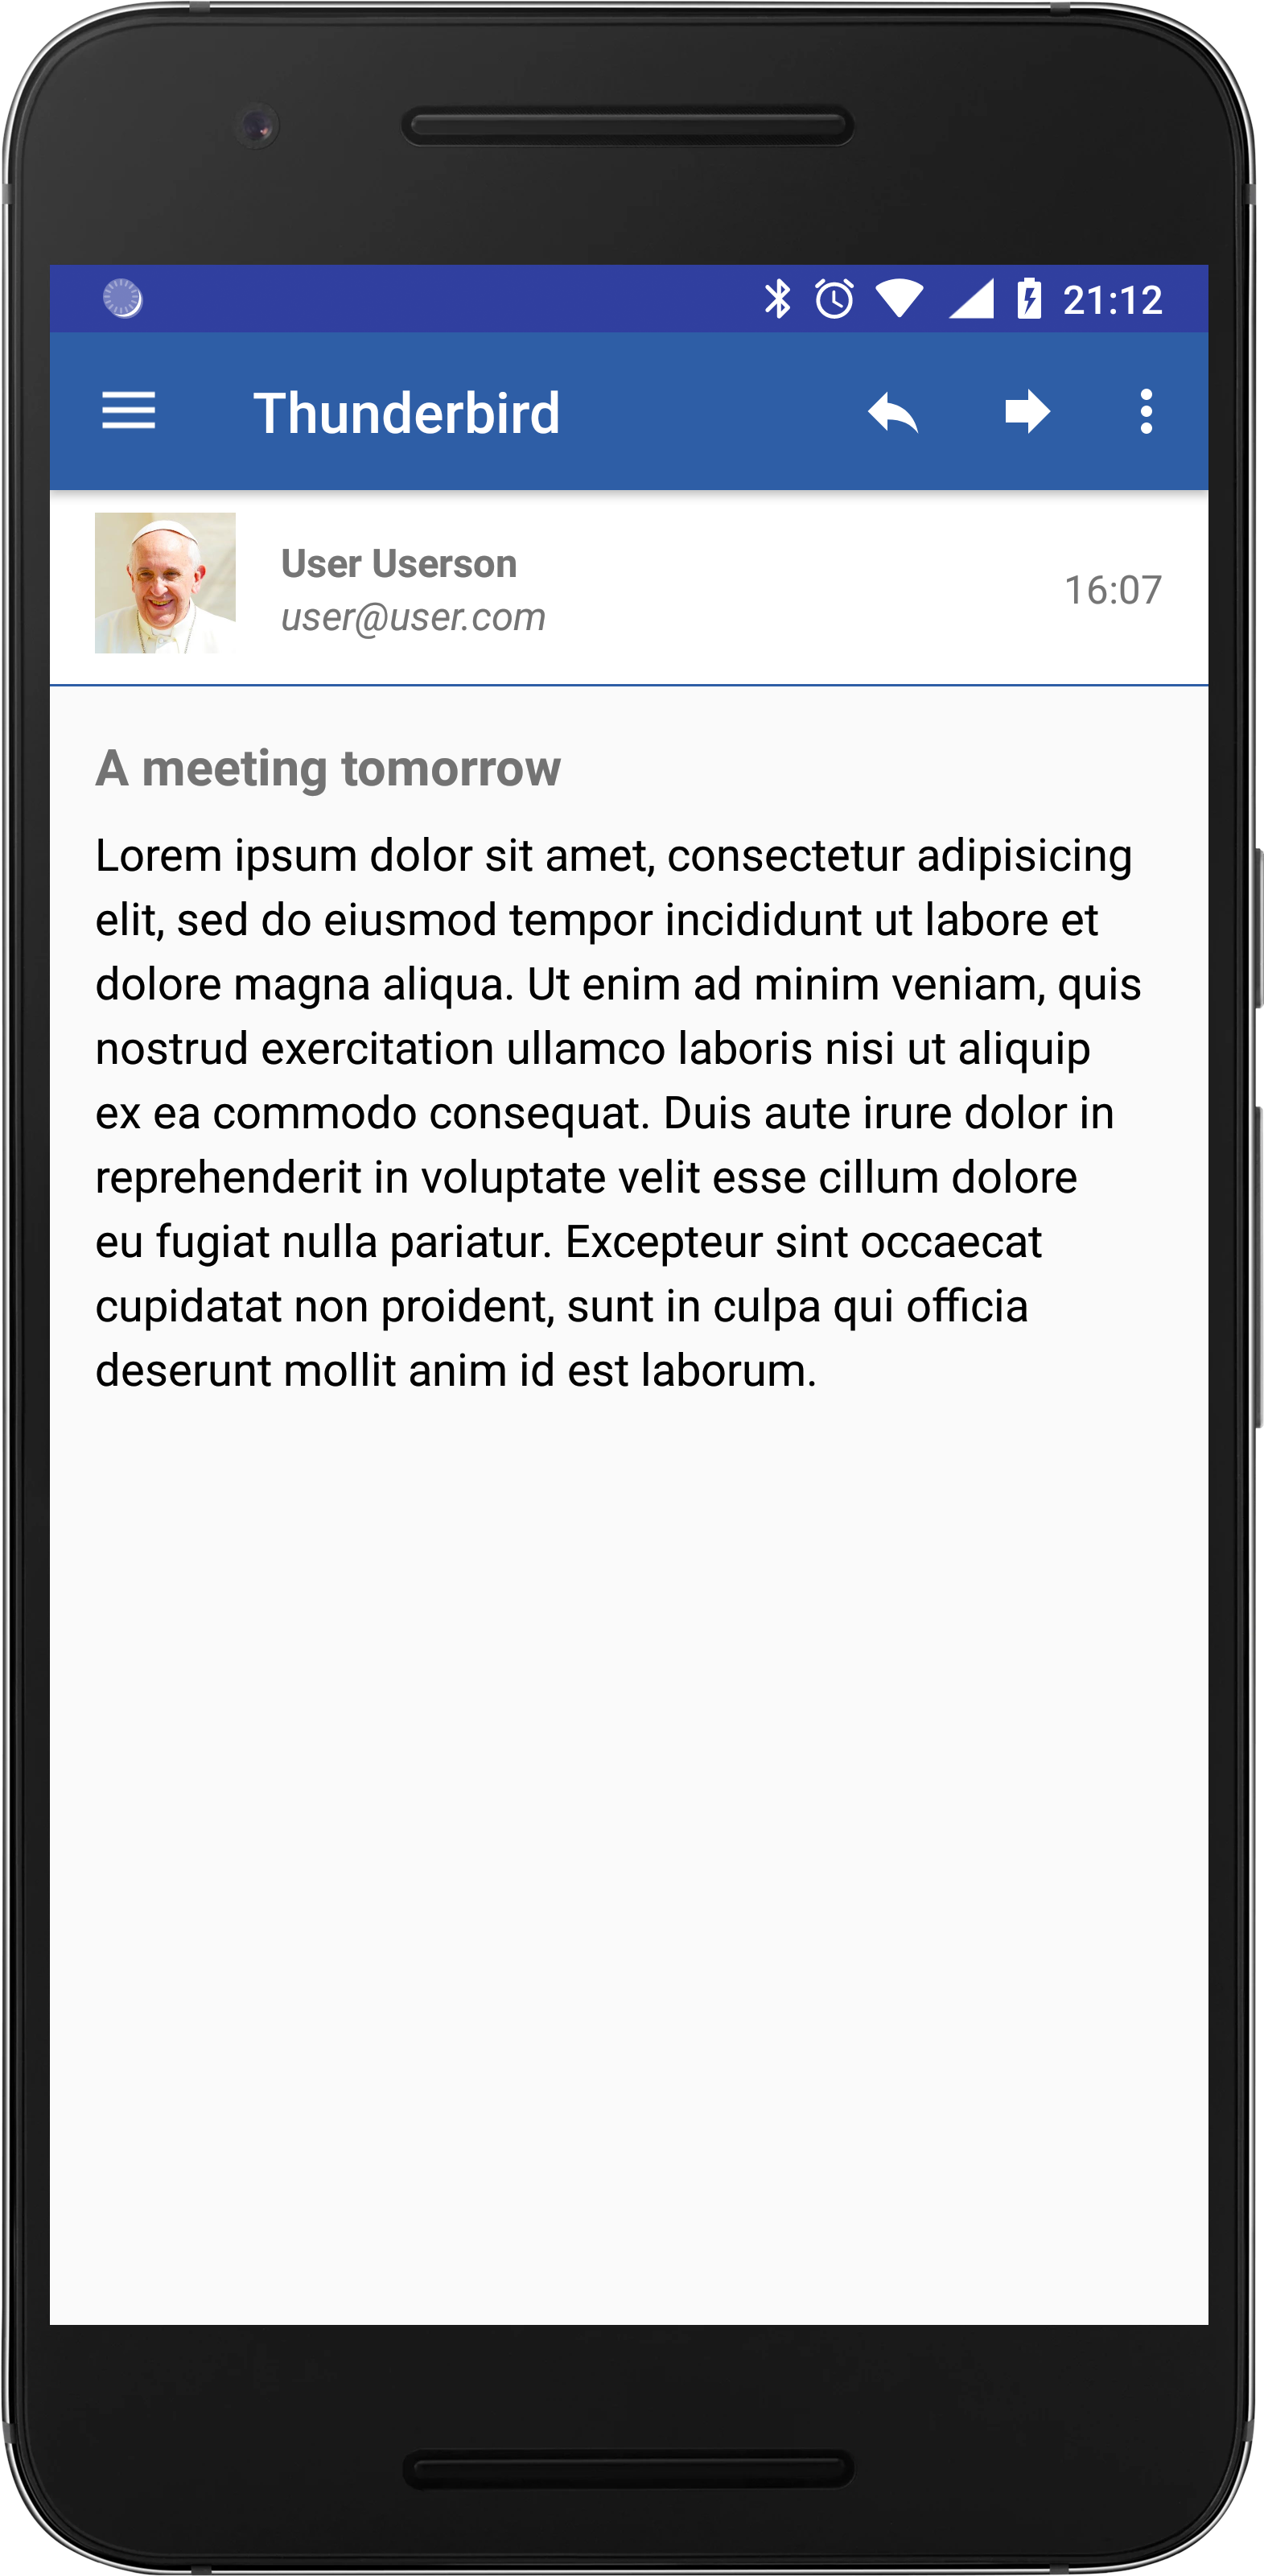 21:12
Thunderbird
User Userson
user@user.com
16:07
A meeting tomorrow
Lorem ipsum dolor sit amet, consectetur adipisicing
elit, sed do eiusmod tempor incididunt ut labore et
dolore magna aliqua. Ut enim ad minim veniam, quis
nostrud exercitation ullamco laboris nisi ut aliquip
ex ea commodo consequat. Duis aute irure dolor in
reprehenderit in voluptate velit esse cillum dolore
eu fugiat nulla pariatur. Excepteur sint occaecat
cupidatat non proident, sunt in culpa qui officia
deserunt mollit anim id est laborum.